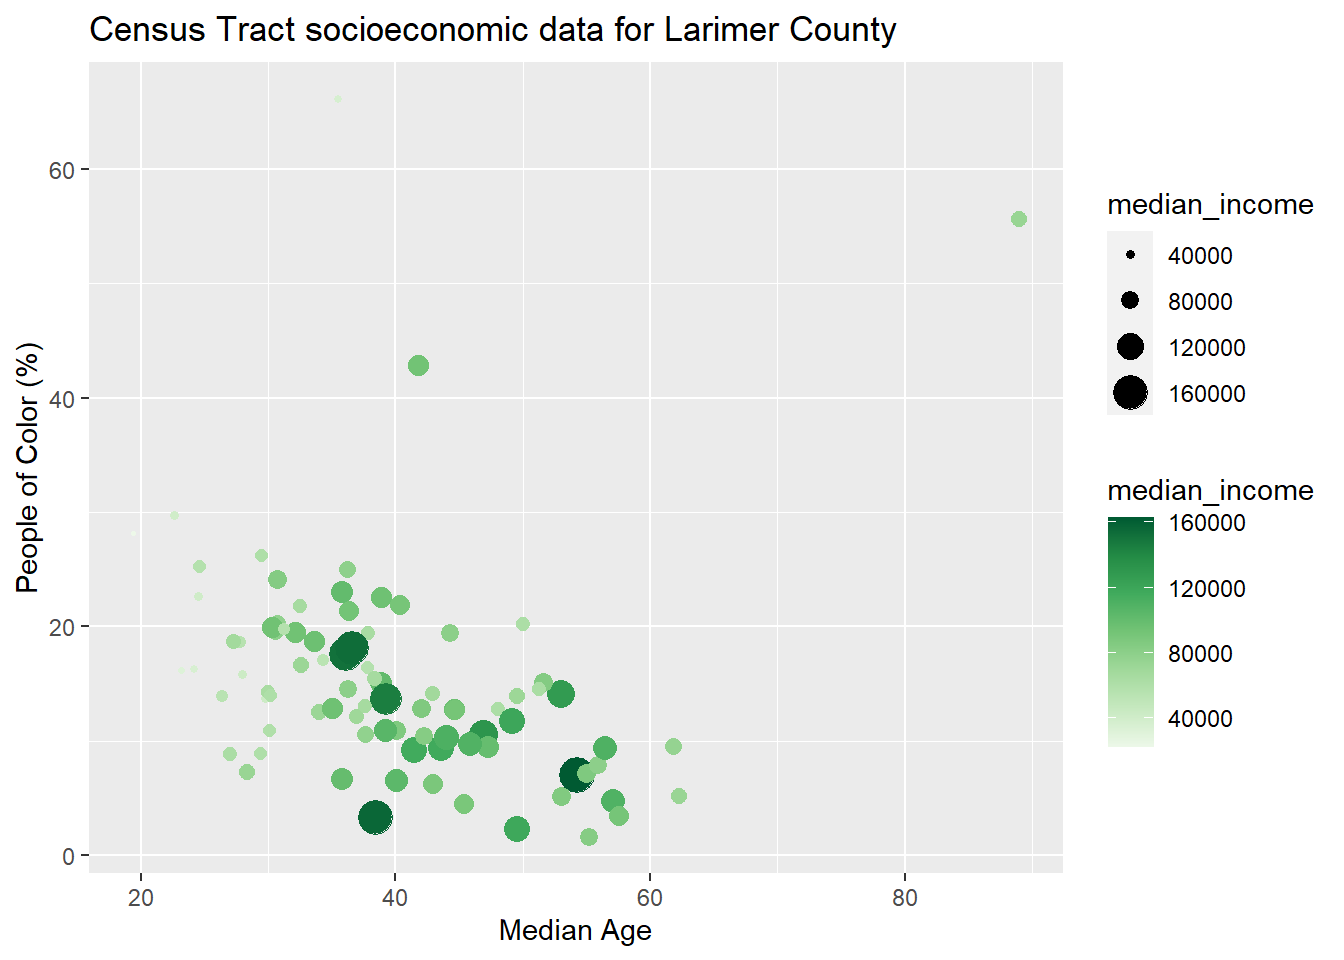 Census Tract socioeconomic data for Larimer County
60
40
20
0
People of Color (%)
20 40 60 80
Median Age
median_income
40000
80000
120000
160000
median_income
160000
120000
80000
40000